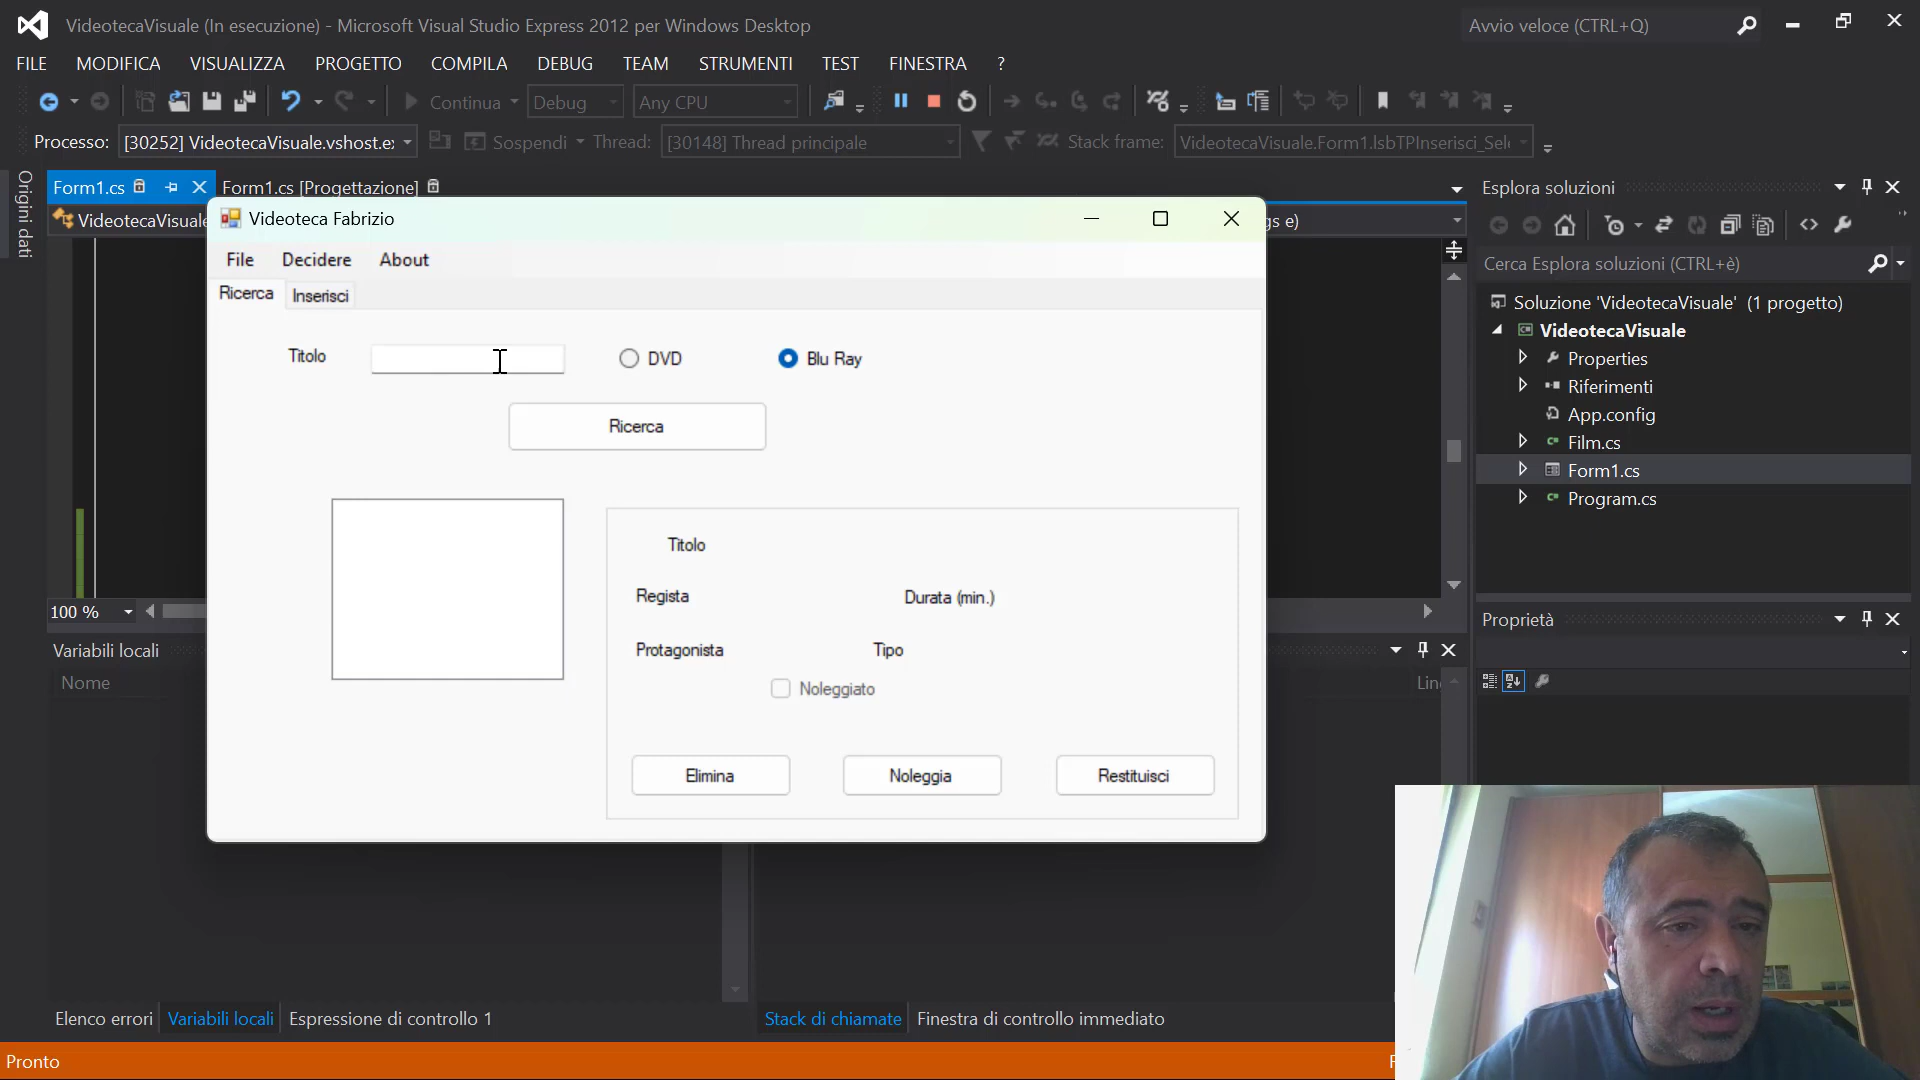 VideotecaVisuale (In esecuzione) - Microsoft Visual Studio Express 2012 per Windows Desktop
Avvio veloce (CTRL+Q)
FILE MODIFICA VISUALIZZA PROGETTO COMPILA DEBUG TEAM STRUMENTI TEST FINESTRA ?
Continua Debug Any CPU
Processo: [30252] VideotecaVisuale.vshost.ex Sospendi Thread: [30148] Thread principale Stack frame: VideotecaVisuale.Form1.lsbTPInserisci_Sel
Origini dati
Form1.cs Form1.cs [Progettazione]
VideotecaVisuale gs e)
Videoteca Fabrizio
File Decidere About
Ricerca Inserisci
Titolo DVD Blu Ray
Ricerca
Titolo
Regista Durata (min.)
Protagonista Tipo
Noleggiato
Elimina Noleggia Restituisci
100 %
Variabili locali
Nome
Lin
Elenco errori Variabili locali Espressione di controllo 1
Stack di chiamate Finestra di controllo immediato
Pronto
Esplora soluzioni
Cerca Esplora soluzioni (CTRL+è)
Soluzione 'VideotecaVisuale' (1 progetto)
VideotecaVisuale
Properties
Riferimenti
App.config
Film.cs
Form1.cs
Program.cs
Proprietà